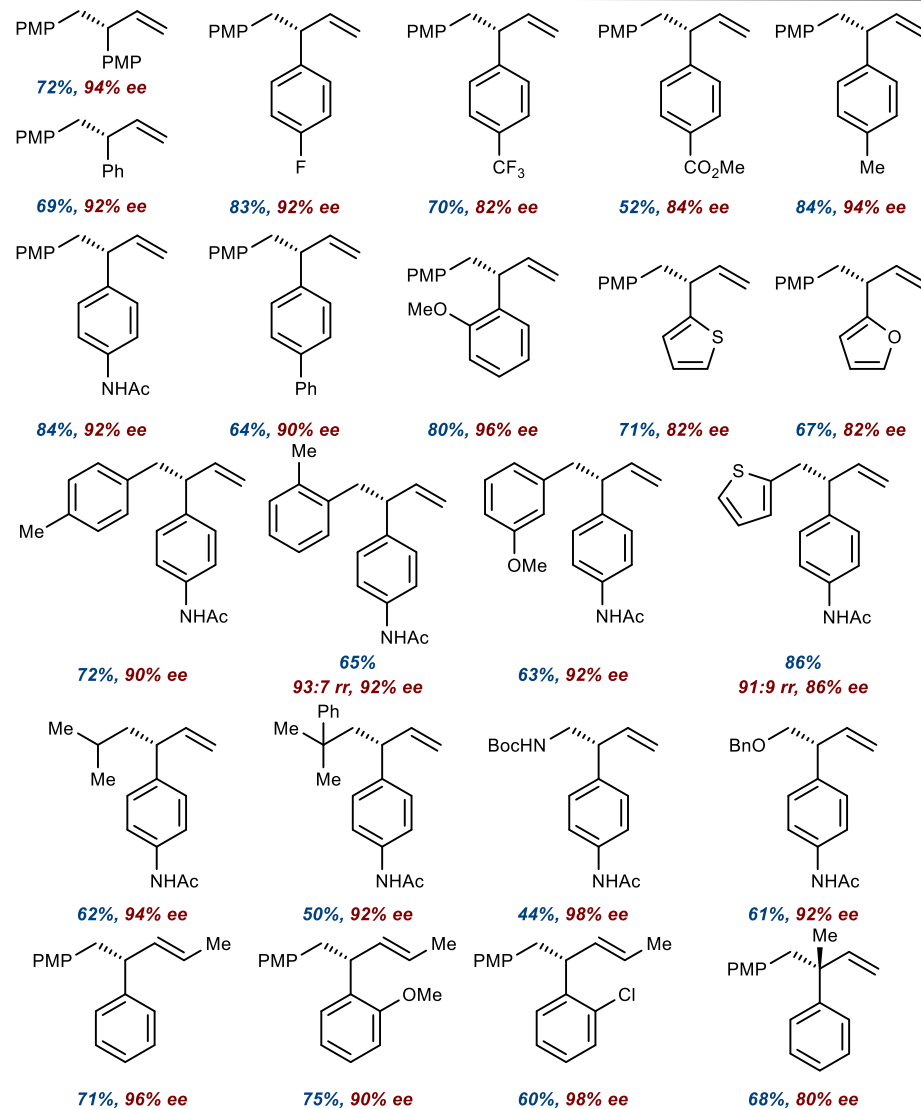 PMP
PMP
72%, 94% ee
PMP
Ph
69%, 92% ee
PMP
F
83%, 92% ee
PMP
CF3
70%, 82% ee
PMP
CO2Me
52%, 84% ee
PMP
Me
84%, 94% ee
PMP
NHAc
84%, 92% ee
PMP
Ph
64%, 90% ee
PMP
MeO
80%, 96% ee
PMP
S
71%, 82% ee
PMP
O
67%, 82% ee
Me
NHAc
72%, 90% ee
Me
NHAc
65%
93:7 rr, 92% ee
OMe
NHAc
63%, 92% ee
S
NHAc
86%
91:9 rr, 86% ee
Me
Me
NHAc
62%, 94% ee
Ph
Me
Me
NHAc
50%, 92% ee
BocHN
NHAc
44%, 98% ee
BnO
NHAc
61%, 92% ee
Me
PMP
71%, 96% ee
Me
PMP
OMe
75%, 90% ee
Me
PMP
Cl
60%, 98% ee
Me
PMP
68%, 80% ee